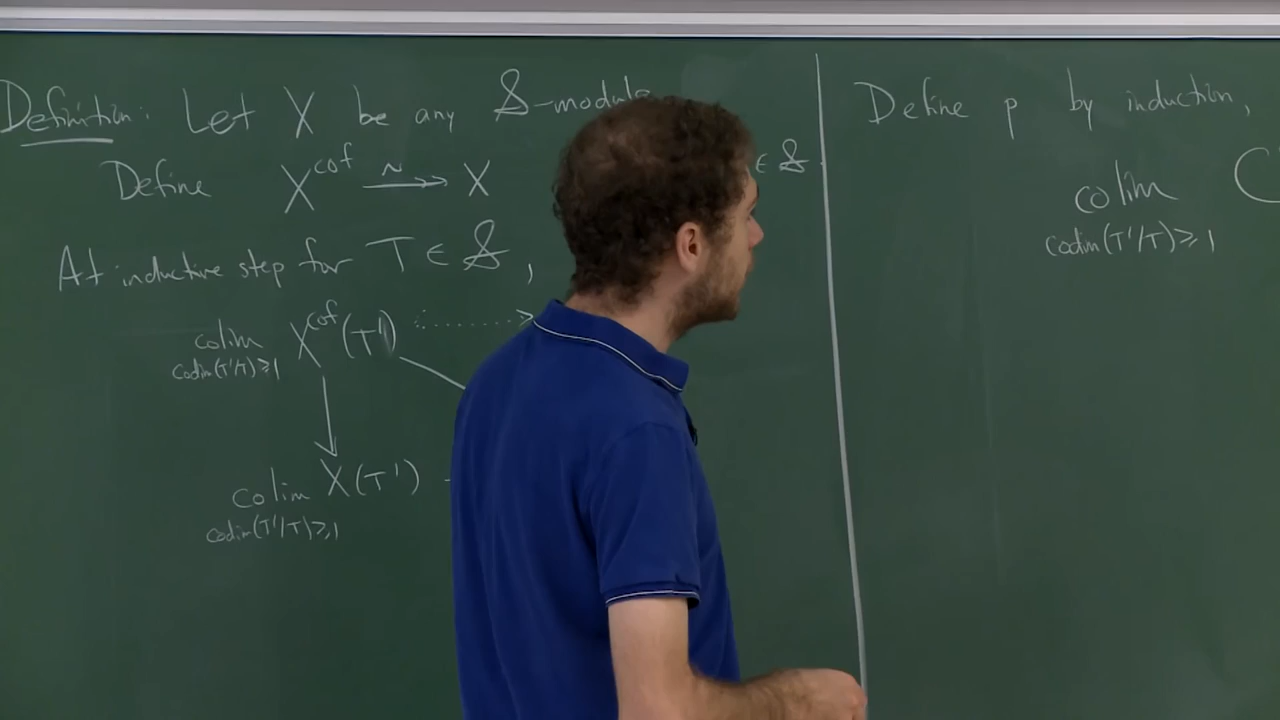 Definition: Let X be any 𝕊-module
Define X^cof ∼→ X ∈ 𝕊
At inductive step for T ∈ 𝕊,
colim X^cof (T')
codim(T'/T) ≥ 1
colim X(T')
codim(T'/T) ≥ 1
Define p by induction,
colim C
codim(T'/T) ≥ 1